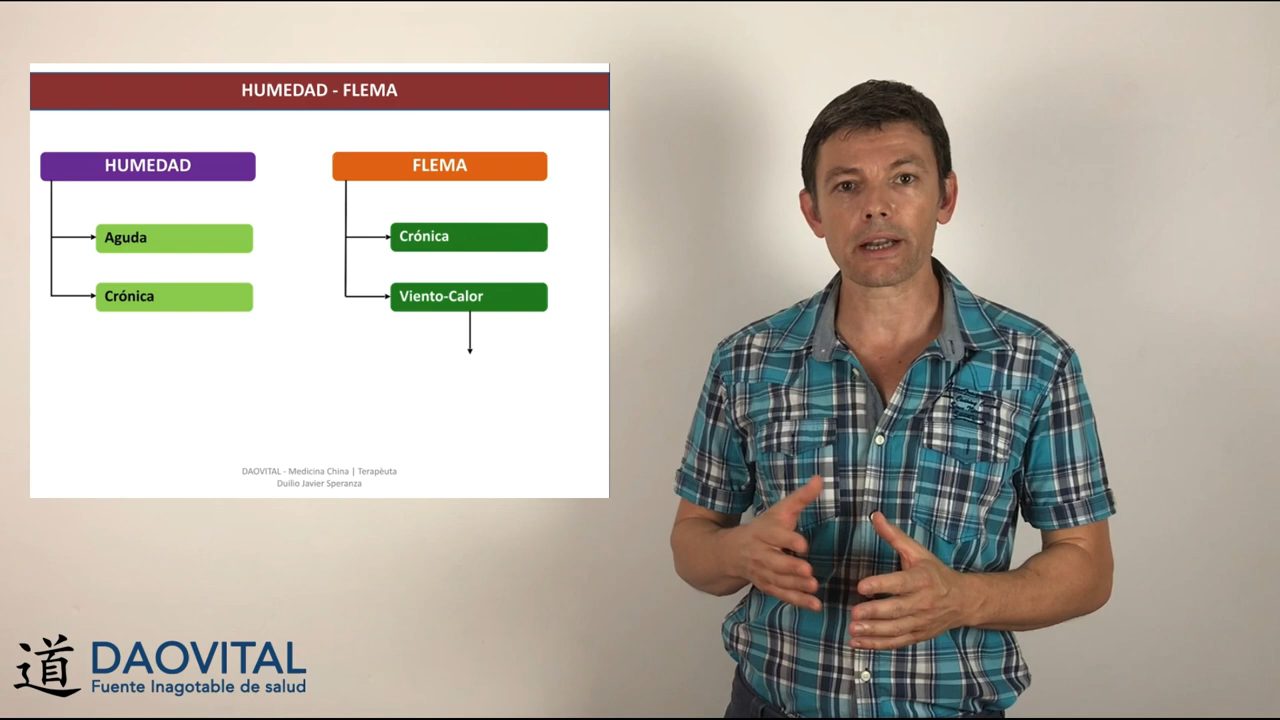 HUMEDAD - FLEMA
HUMEDAD
FLEMA
Aguda
Crónica
Crónica
Viento-Calor
DAOVITAL - Medicina China | Terapèuta
Duilio Javier Speranza
道 DAOVITAL
Fuente Inagotable de salud